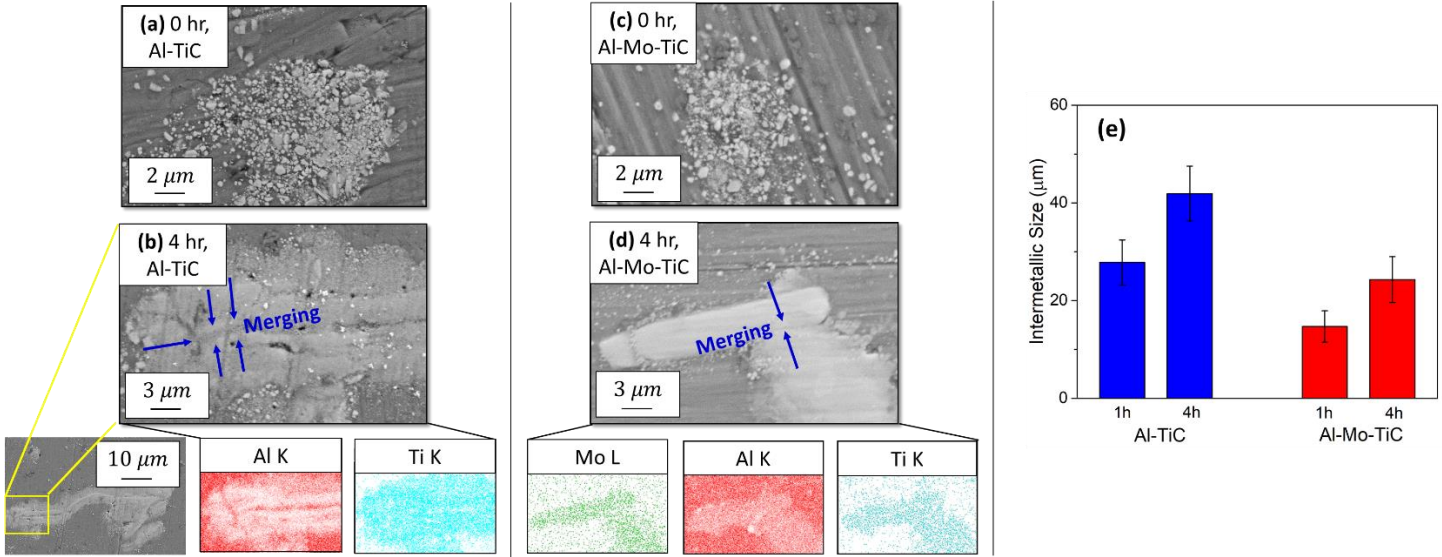 (a) 0 hr,
Al-TiC
2 μm
(b) 4 hr,
Al-TiC
Merging
3 μm
10 μm
Al K
Ti K
(c) 0 hr,
Al-Mo-TiC
2 μm
(d) 4 hr,
Al-Mo-TiC
Merging
3 μm
Mo L
Al K
Ti K
(e)
Intermetallic Size (μm)
60
40
20
0
1h
4h
1h
4h
Al-TiC
Al-Mo-TiC